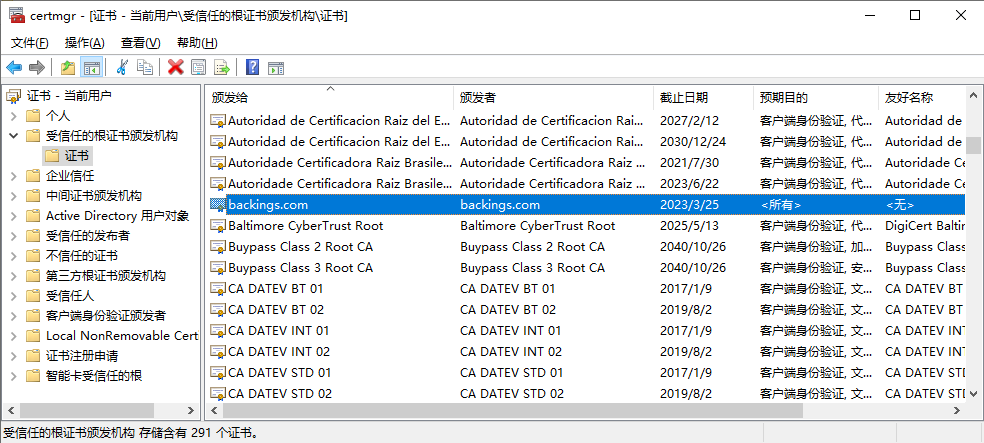 certmgr - [证书 - 当前用户\受信任的根证书颁发机构\证书]
文件(F) 操作(A) 查看(V) 帮助(H)
证书 - 当前用户
个人
受信任的根证书颁发机构
证书
企业信任
中间证书颁发机构
Active Directory 用户对象
受信任的发布者
不信任的证书
第三方根证书颁发机构
受信任人
客户端身份验证颁发者
Local NonRemovable Cert
证书注册申请
智能卡受信任的根
颁发给 颁发者 截止日期 预期目的 友好名称
Autoridad de Certificacion Raiz del E... Autoridad de Certificacion Rai... 2027/2/12 客户端身份验证, 代... Autoridad de
Autoridad de Certificacion Raiz del E... Autoridad de Certificacion Rai... 2030/12/24 客户端身份验证, 代... Autoridad de
Autoridade Certificadora Raiz Brasile... Autoridade Certificadora Raiz ... 2021/7/30 客户端身份验证, 代... Autoridade Ce
Autoridade Certificadora Raiz Brasile... Autoridade Certificadora Raiz ... 2023/6/22 客户端身份验证, 代... Autoridade Ce
backings.com backings.com 2023/3/25 <所有> <无>
Baltimore CyberTrust Root Baltimore CyberTrust Root 2025/5/13 客户端身份验证, 代... DigiCert Baltin
Buypass Class 2 Root CA Buypass Class 2 Root CA 2040/10/26 客户端身份验证, 加... Buypass Class
Buypass Class 3 Root CA Buypass Class 3 Root CA 2040/10/26 客户端身份验证, 安... Buypass Class
CA DATEV BT 01 CA DATEV BT 01 2017/1/9 客户端身份验证, 文... CA DATEV BT
CA DATEV BT 02 CA DATEV BT 02 2019/8/2 客户端身份验证, 文... CA DATEV BT
CA DATEV INT 01 CA DATEV INT 01 2017/1/9 客户端身份验证, 文... CA DATEV IN
CA DATEV INT 02 CA DATEV INT 02 2019/8/2 客户端身份验证, 文... CA DATEV IN
CA DATEV STD 01 CA DATEV STD 01 2017/1/9 客户端身份验证, 文... CA DATEV STD
CA DATEV STD 02 CA DATEV STD 02 2019/8/2 客户端身份验证, 文... CA DATEV STD
受信任的根证书颁发机构 存储含有 291 个证书。